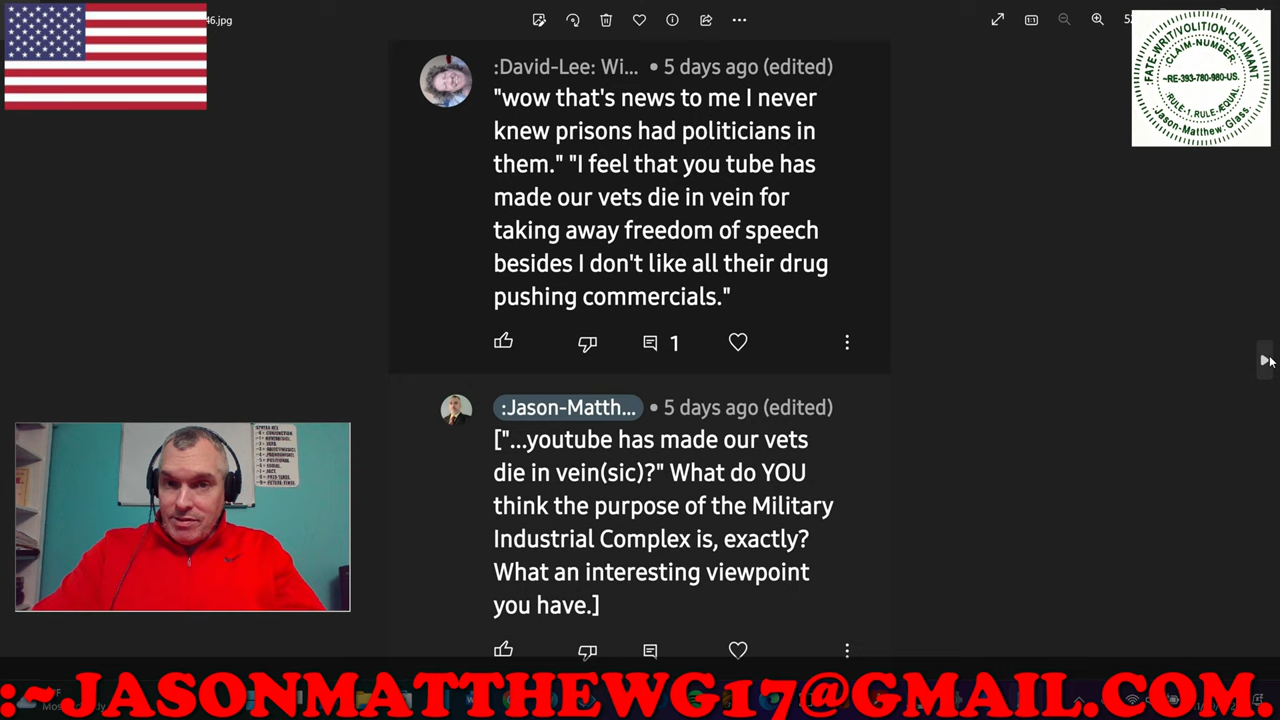 46.jpg
:FATE-WRIT/VOLITION-CLAIMANT.
:CLAIM-NUMBER:
~RE-393-780-980-US.
:RULE.1.RULE-ÆQUAL.
:Jason-Matthew:Glass.
:David-Lee: Wi... • 5 days ago (edited)
"wow that's news to me I never
knew prisons had politicians in
them." "I feel that you tube has
made our vets die in vein for
taking away freedom of speech
besides I don't like all their drug
pushing commercials."
1
:Jason-Matth... • 5 days ago (edited)
["...youtube has made our vets
die in vein(sic)?" What do YOU
think the purpose of the Military
Industrial Complex is, exactly?
What an interesting viewpoint
you have.]
:~ JASONMATTHEWG17@GMAIL.COM.